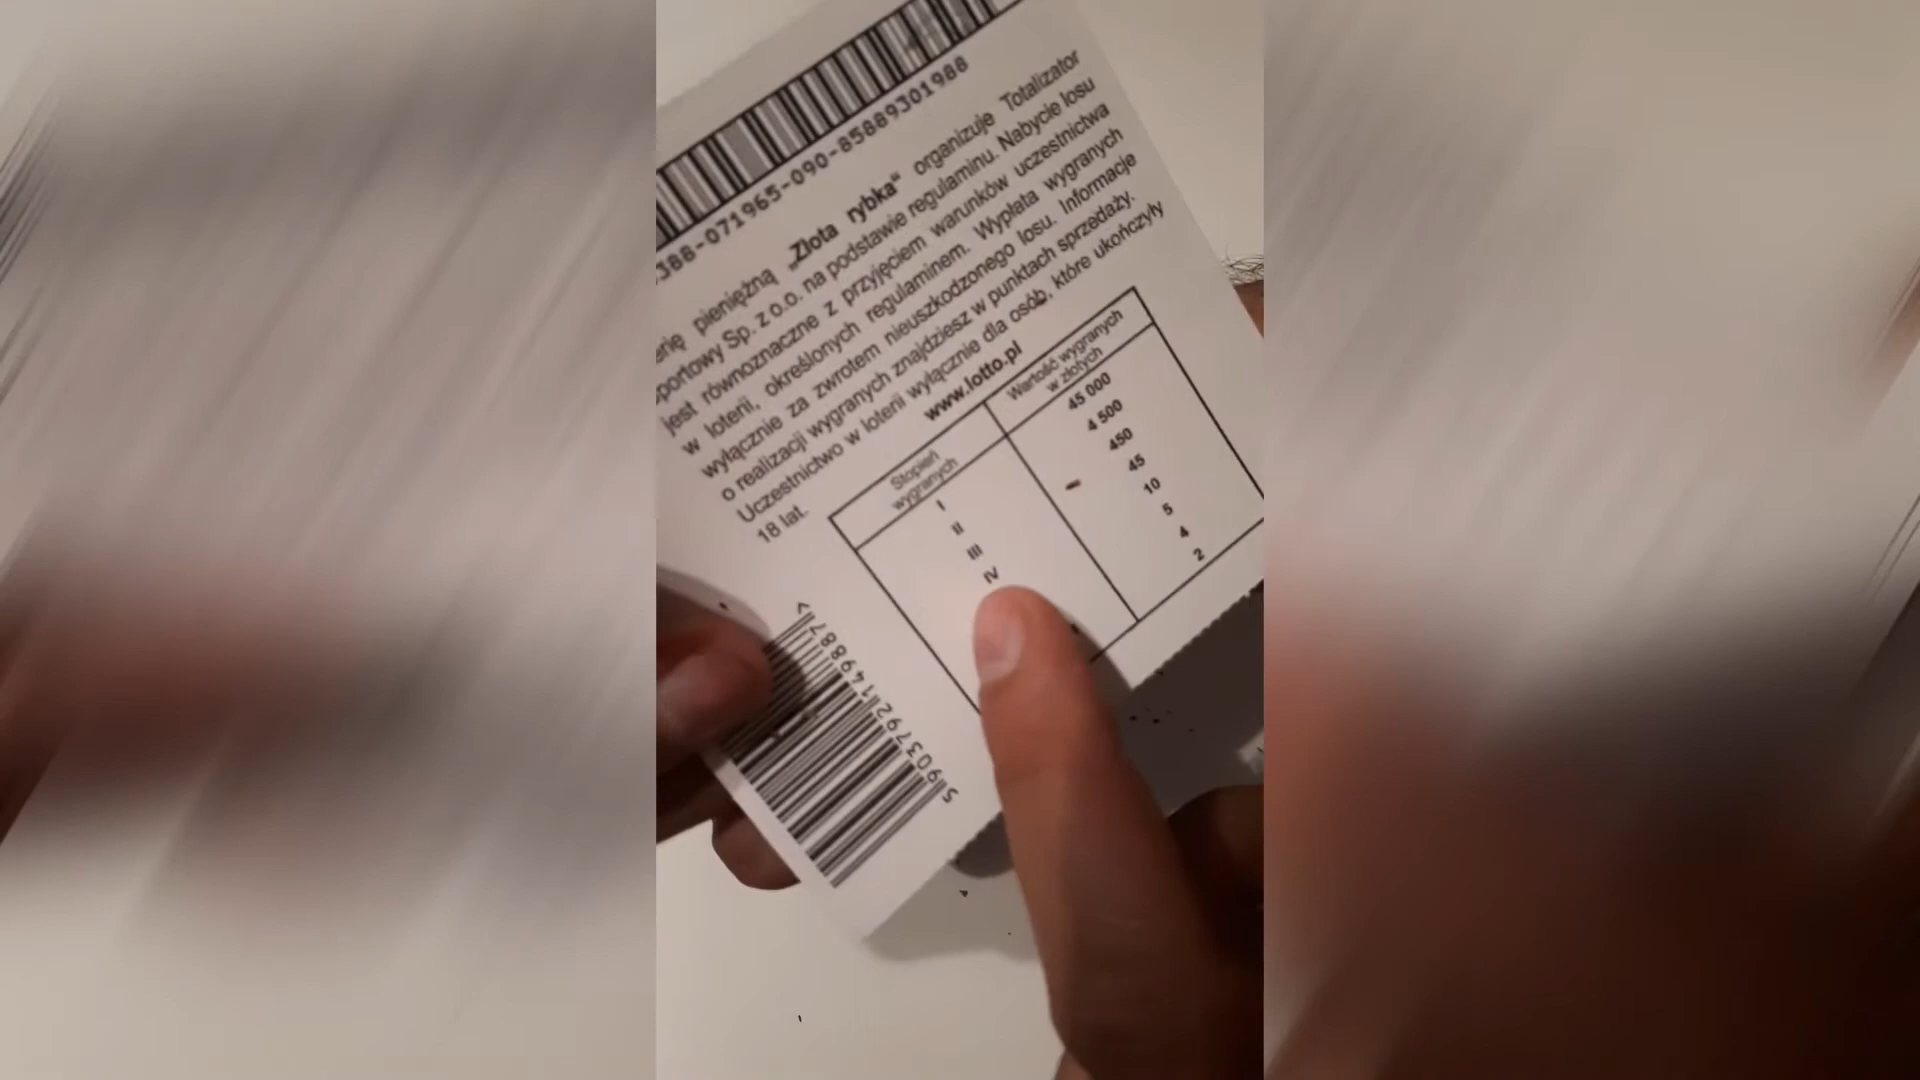 388-071965-090-85889301988
pieniężną „Złota rybka“ organizuje Totalizator
Sp. z o.o. na podstawie regulaminu. Nabycie losu
jest równoznaczne z przyjęciem warunków uczestnictwa
w loterii, określonych regulaminem. Wypłata wygranych
wyłącznie za zwrotem nieuszkodzonego losu. Informacje
o realizacji wygranych znajdziesz w punktach sprzedaży.
Uczestnictwo w loterii wyłącznie dla osób, które ukończyły
18 lat.
www.lotto.pl
Stopień
wygranych
Wartość wygranych
w złotych
I
45 000
II
4 500
III
450
IV
45
10
5
4
2
5903792149887>